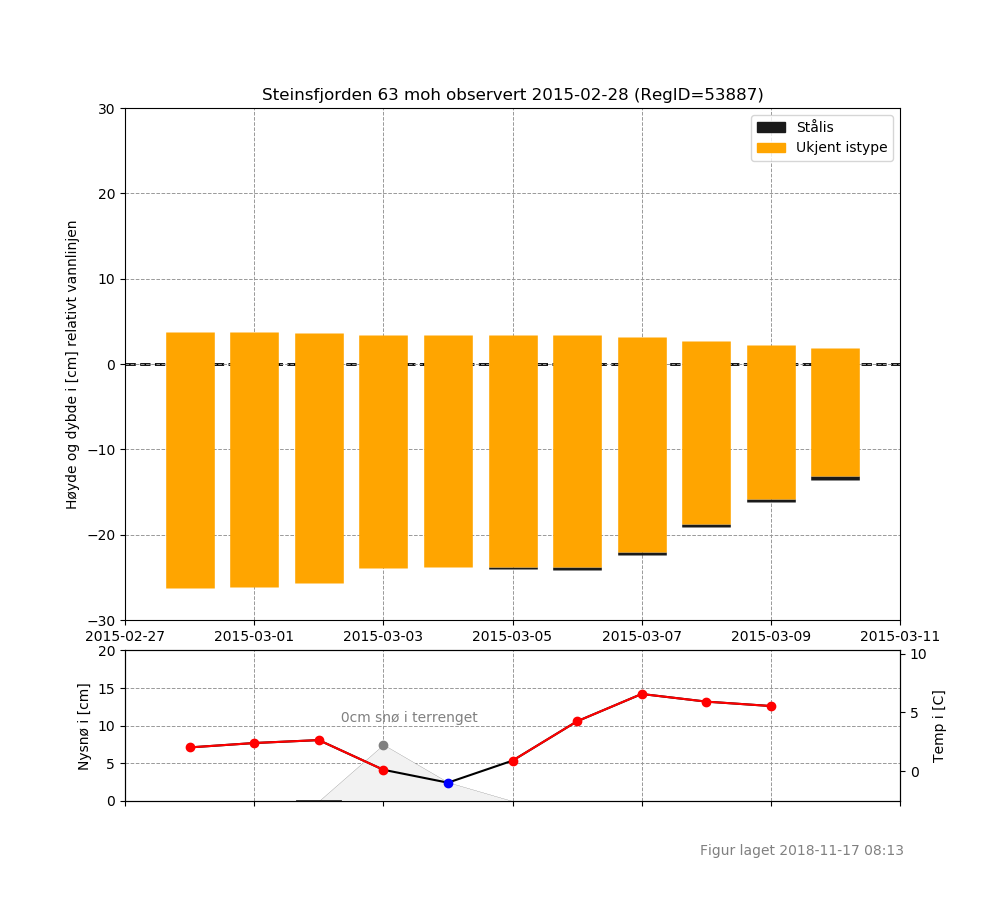 Steinsfjorden 63 moh observert 2015-02-28 (RegID=53887)
Stålis
Ukjent istype
Høyde og dybde i [cm] relativt vannlinjen
30
20
10
0
−10
−20
−30
2015-02-27 2015-03-01 2015-03-03 2015-03-05 2015-03-07 2015-03-09 2015-03-11
Nysnø i [cm]
20
15
10
5
0
0cm snø i terrenget
10
5
0
Temp i [C]
Figur laget 2018-11-17 08:13